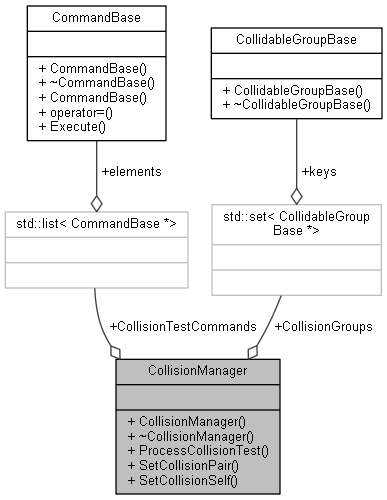 CommandBase
+ CommandBase()
+ ~CommandBase()
+ CommandBase()
+ operator=()
+ Execute()
CollidableGroupBase
+ CollidableGroupBase()
+ ~CollidableGroupBase()
+elements
+keys
std::list< CommandBase *>
std::set< CollidableGroup
Base *>
+CollisionTestCommands
+CollisionGroups
CollisionManager
+ CollisionManager()
+ ~CollisionManager()
+ ProcessCollisionTest()
+ SetCollisionPair()
+ SetCollisionSelf()